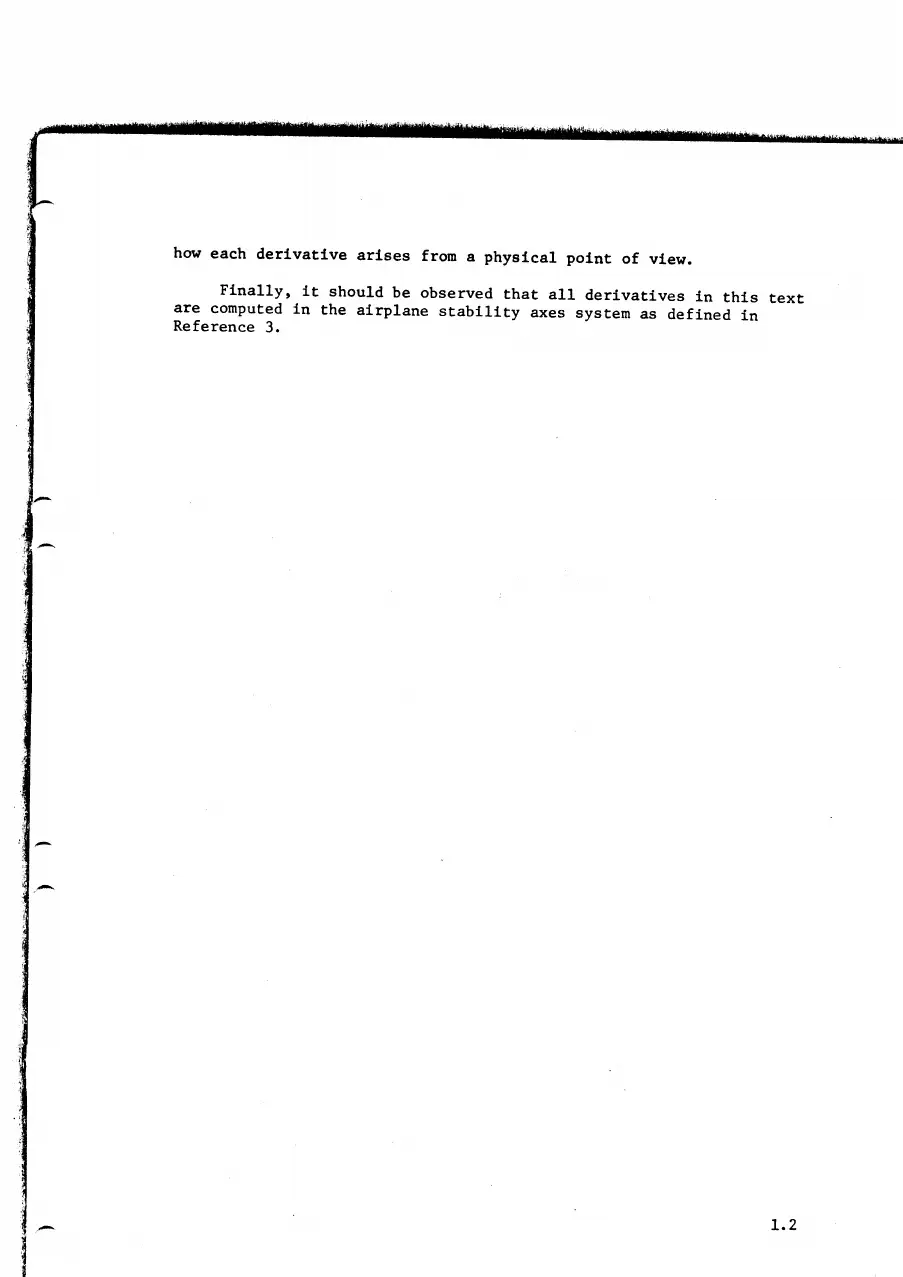 how each derivative arises from a physical point of view.
Finally, it should be observed that all derivatives in this text
are computed in the airplane stability axes system as defined in
Reference 3.
1.2